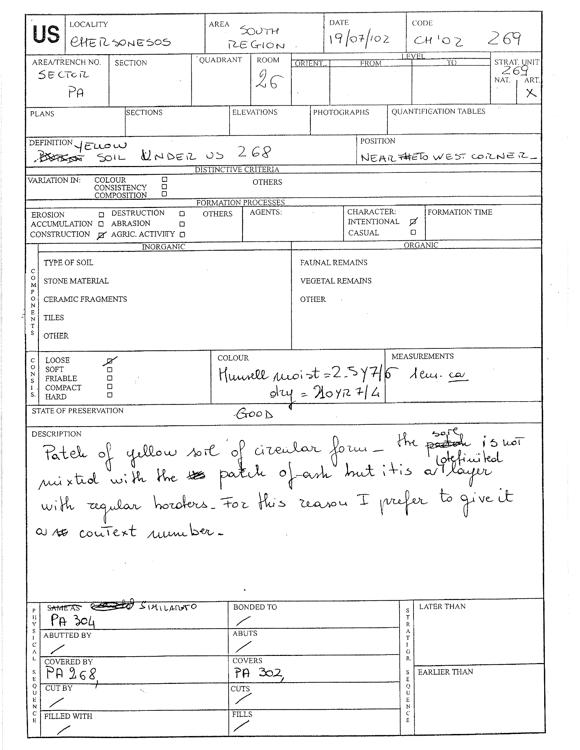 US
LOCALITY
CHERSONESOS
AREA SOUTH
REGION
DATE
19/07/02
CODE
CH'02 269
AREA/TRENCH NO.
SECTOR
PA
SECTION
QUADRANT
ROOM
26
LEVEL
ORIENT. FROM TO
STRAT. UNIT
269
NAT. ART.
X
PLANS
SECTIONS
ELEVATIONS
PHOTOGRAPHS
QUANTIFICATION TABLES
DEFINITION YELLOW
SOIL UNDER US 268
POSITION
NEAR THE TO WEST CORNER -
DISTINCTIVE CRITERIA
VARIATION IN: COLOUR
CONSISTENCY
COMPOSITION
OTHERS
FORMATION PROCESSES
EROSION DESTRUCTION OTHERS
ACCUMULATION ABRASION
CONSTRUCTION AGRIC. ACTIVITY
AGENTS:
CHARACTER:
INTENTIONAL
CASUAL
FORMATION TIME
COMPONENTS
INORGANIC
TYPE OF SOIL
STONE MATERIAL
CERAMIC FRAGMENTS
TILES
OTHER
ORGANIC
FAUNAL REMAINS
VEGETAL REMAINS
OTHER
CONSIS.
LOOSE
SOFT
FRIABLE
COMPACT
HARD
COLOUR
Munsell moist = 2.5Y7/6
dry = 10YR 7/4
MEASUREMENTS
1cm. ca
STATE OF PRESERVATION
GOOD
DESCRIPTION
Patch of yellow soil of circular form - the is not
mixted with the patch of ash but it is a layer
with regular borders - For this reason I prefer to give it
a context number -
PHYSICAL SEQUENCE
SAME AS SIMILAR TO
PA 304
BONDED TO
/
ABUTTED BY
/
ABUTS
/
COVERED BY
PA 268,
COVERS
PA 302,
CUT BY
/
CUTS
/
FILLED WITH
/
FILLS
/
STRATIGR. SEQUENCE
LATER THAN
EARLIER THAN